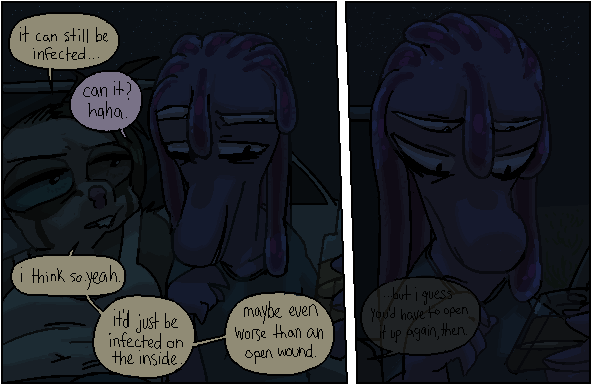 it can still be
infected...
can it?
haha.
i think so. yeah.
it'd just be
infected on
the inside.
maybe even
worse than an
open wound.
...but i guess
you'd have to open
it up again, then.